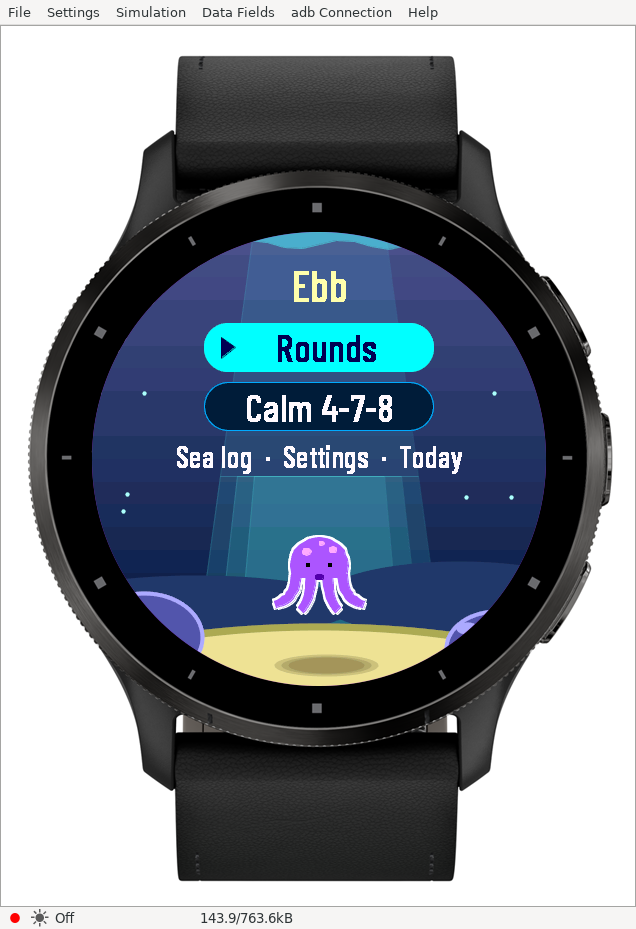 File Settings Simulation Data Fields adb Connection Help
Ebb
Rounds
Calm 4-7-8
Sea log · Settings · Today
Off 143.9/763.6kB